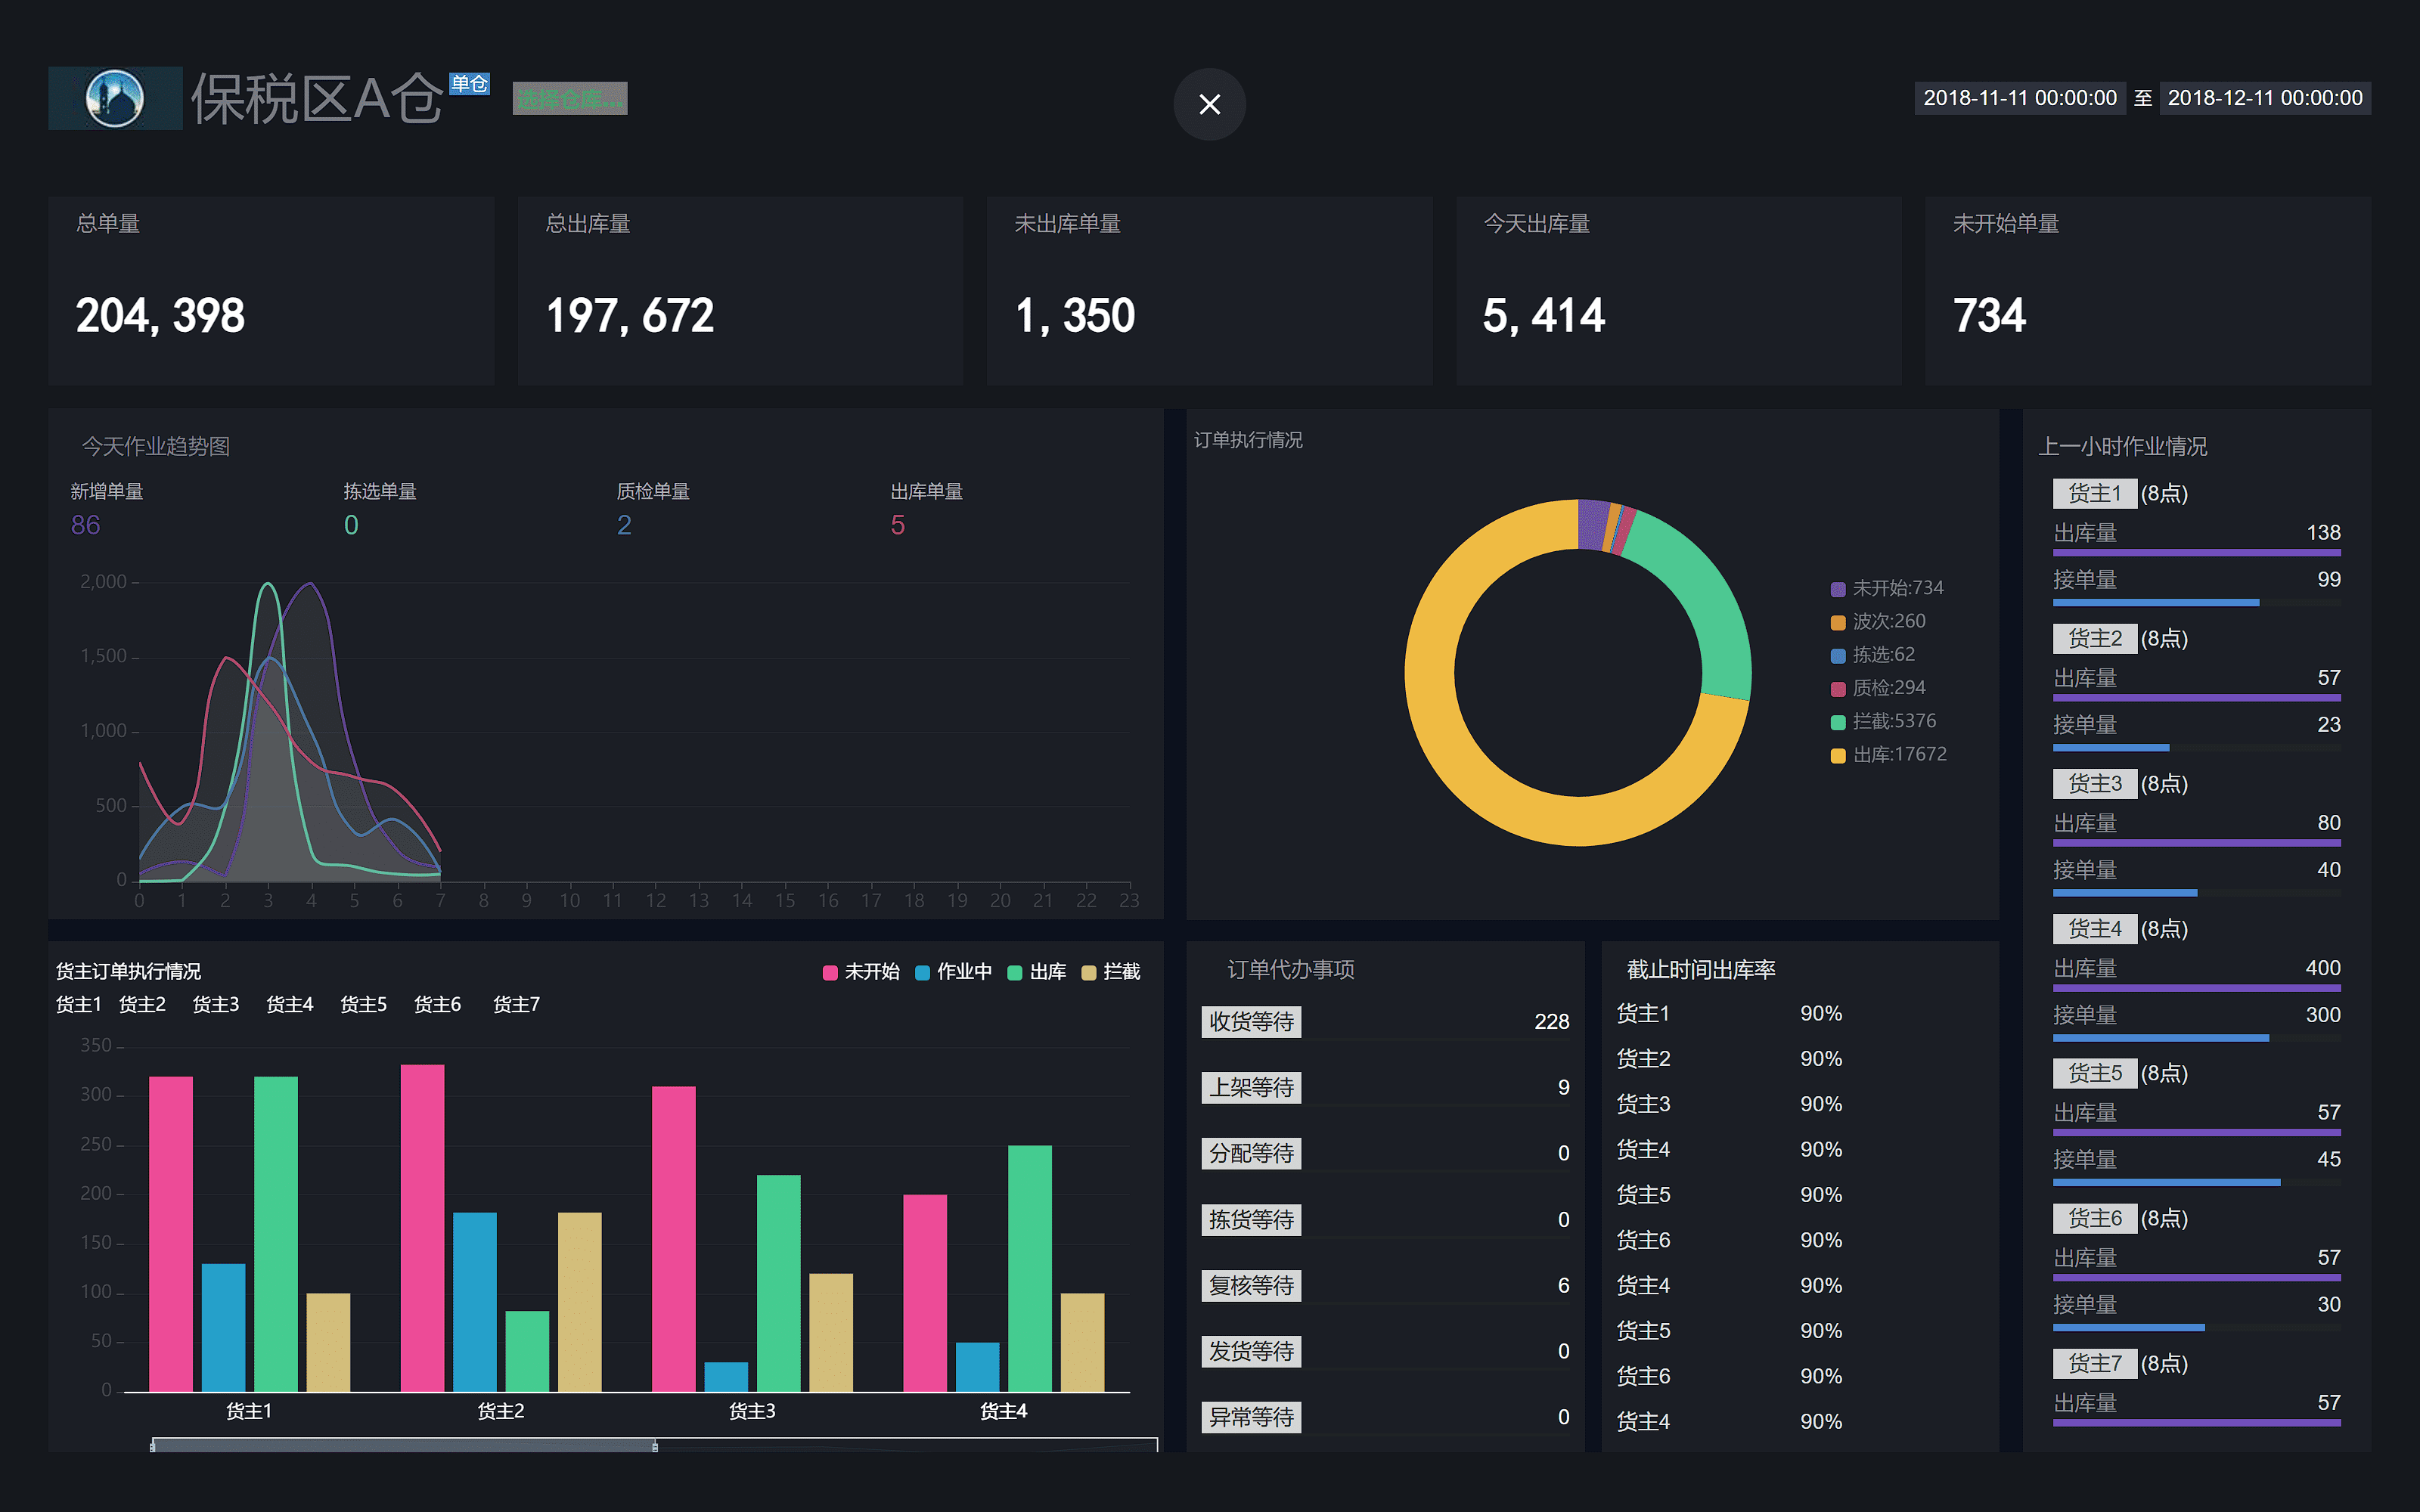 保税区A仓 单仓 选择仓库...
2018-11-11 00:00:00 至 2018-12-11 00:00:00
总单量
204, 398
总出库量
197, 672
未出库单量
1, 350
今天出库量
5, 414
未开始单量
734
今天作业趋势图
新增单量 拣选单量 质检单量 出库单量
86 0 2 5
2,000
1,500
1,000
500
0
0 1 2 3 4 5 6 7 8 9 10 11 12 13 14 15 16 17 18 19 20 21 22 23
订单执行情况
未开始:734
波次:260
拣选:62
质检:294
拦截:5376
出库:17672
上一小时作业情况
货主1 (8点)
出库量 138
接单量 99
货主2 (8点)
出库量 57
接单量 23
货主3 (8点)
出库量 80
接单量 40
货主4 (8点)
出库量 400
接单量 300
货主5 (8点)
出库量 57
接单量 45
货主6 (8点)
出库量 57
接单量 30
货主7 (8点)
出库量 57
货主订单执行情况
未开始 作业中 出库 拦截
货主1 货主2 货主3 货主4 货主5 货主6 货主7
350
300
250
200
150
100
50
0
货主1 货主2 货主3 货主4
订单代办事项
收货等待 228
上架等待 9
分配等待 0
拣货等待 0
复核等待 6
发货等待 0
异常等待 0
截止时间出库率
货主1 90%
货主2 90%
货主3 90%
货主4 90%
货主5 90%
货主6 90%
货主4 90%
货主5 90%
货主6 90%
货主4 90%